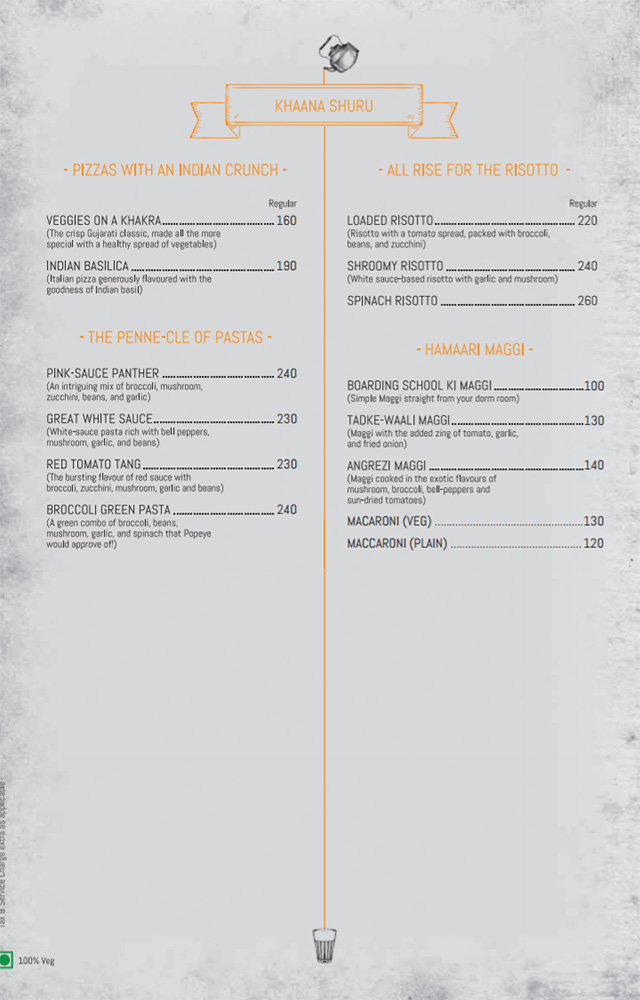 KHAANA SHURU
- PIZZAS WITH AN INDIAN CRUNCH -
Regular
VEGGIES ON A KHAKRA 160
(The crisp Gujarati classic, made all the more
special with a healthy spread of vegetables)
INDIAN BASILICA 190
(Italian pizza generously flavoured with the
goodness of Indian basil)
- THE PENNE-CLE OF PASTAS -
PINK-SAUCE PANTHER 240
(An intriguing mix of broccoli, mushroom,
zucchini, beans, and garlic)
GREAT WHITE SAUCE 230
(White-sauce pasta rich with bell peppers,
mushroom, garlic, and beans)
RED TOMATO TANG 230
(The bursting flavour of red sauce with
broccoli, zucchini, mushroom, garlic and beans)
BROCCOLI GREEN PASTA 240
(A green combo of broccoli, beans,
mushroom, garlic, and spinach that Popeye
would approve of!)
- ALL RISE FOR THE RISOTTO -
Regular
LOADED RISOTTO 220
(Risotto with a tomato spread, packed with broccoli,
beans, and zucchini)
SHROOMY RISOTTO 240
(White sauce-based risotto with garlic and mushroom)
SPINACH RISOTTO 260
- HAMAARI MAGGI -
BOARDING SCHOOL KI MAGGI 100
(Simple Maggi straight from your dorm room)
TADKE-WAALI MAGGI 130
(Maggi with the added zing of tomato, garlic,
and fried onion)
ANGREZI MAGGI 140
(Maggi cooked in the exotic flavours of
mushroom, broccoli, bell-peppers and
sun-dried tomatoes)
MACARONI (VEG) 130
MACCARONI (PLAIN) 120
Tax & Service Charge extra as applicable
100% Veg